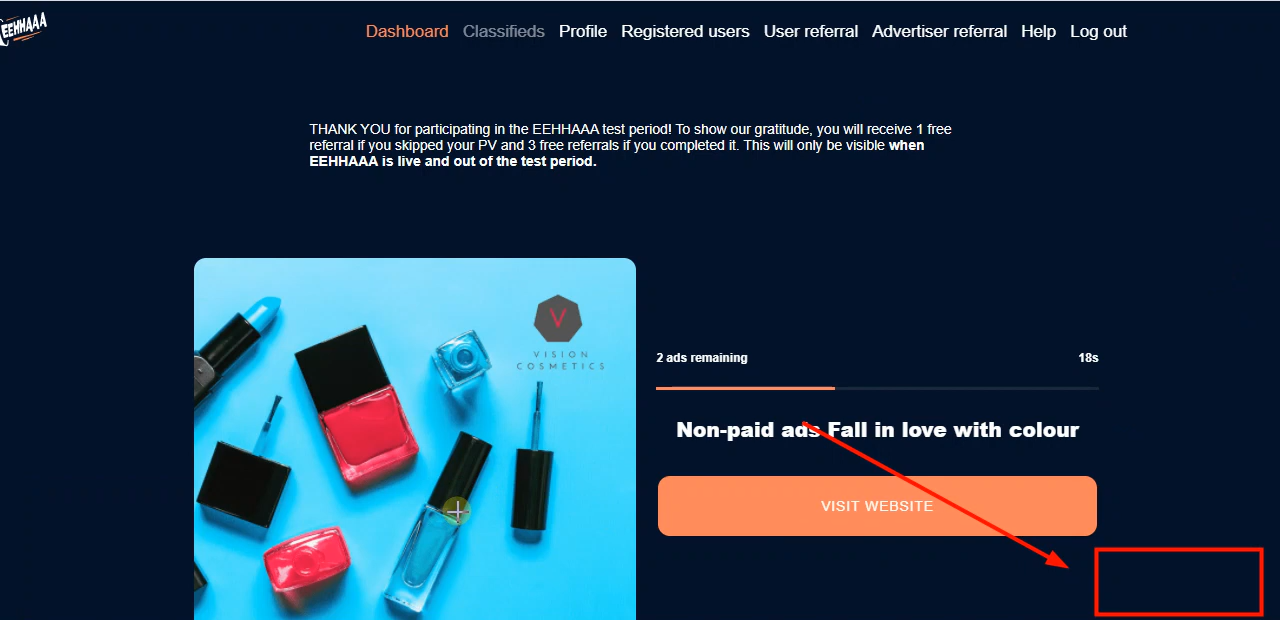 EEHHAAA
Dashboard Classifieds Profile Registered users User referral Advertiser referral Help Log out
THANK YOU for participating in the EEHHAAA test period! To show our gratitude, you will receive 1 free
referral if you skipped your PV and 3 free referrals if you completed it. This will only be visible when
EEHHAAA is live and out of the test period.
V
VISION
COSMETICS
2 ads remaining 18s
Non-paid ads Fall in love with colour
VISIT WEBSITE